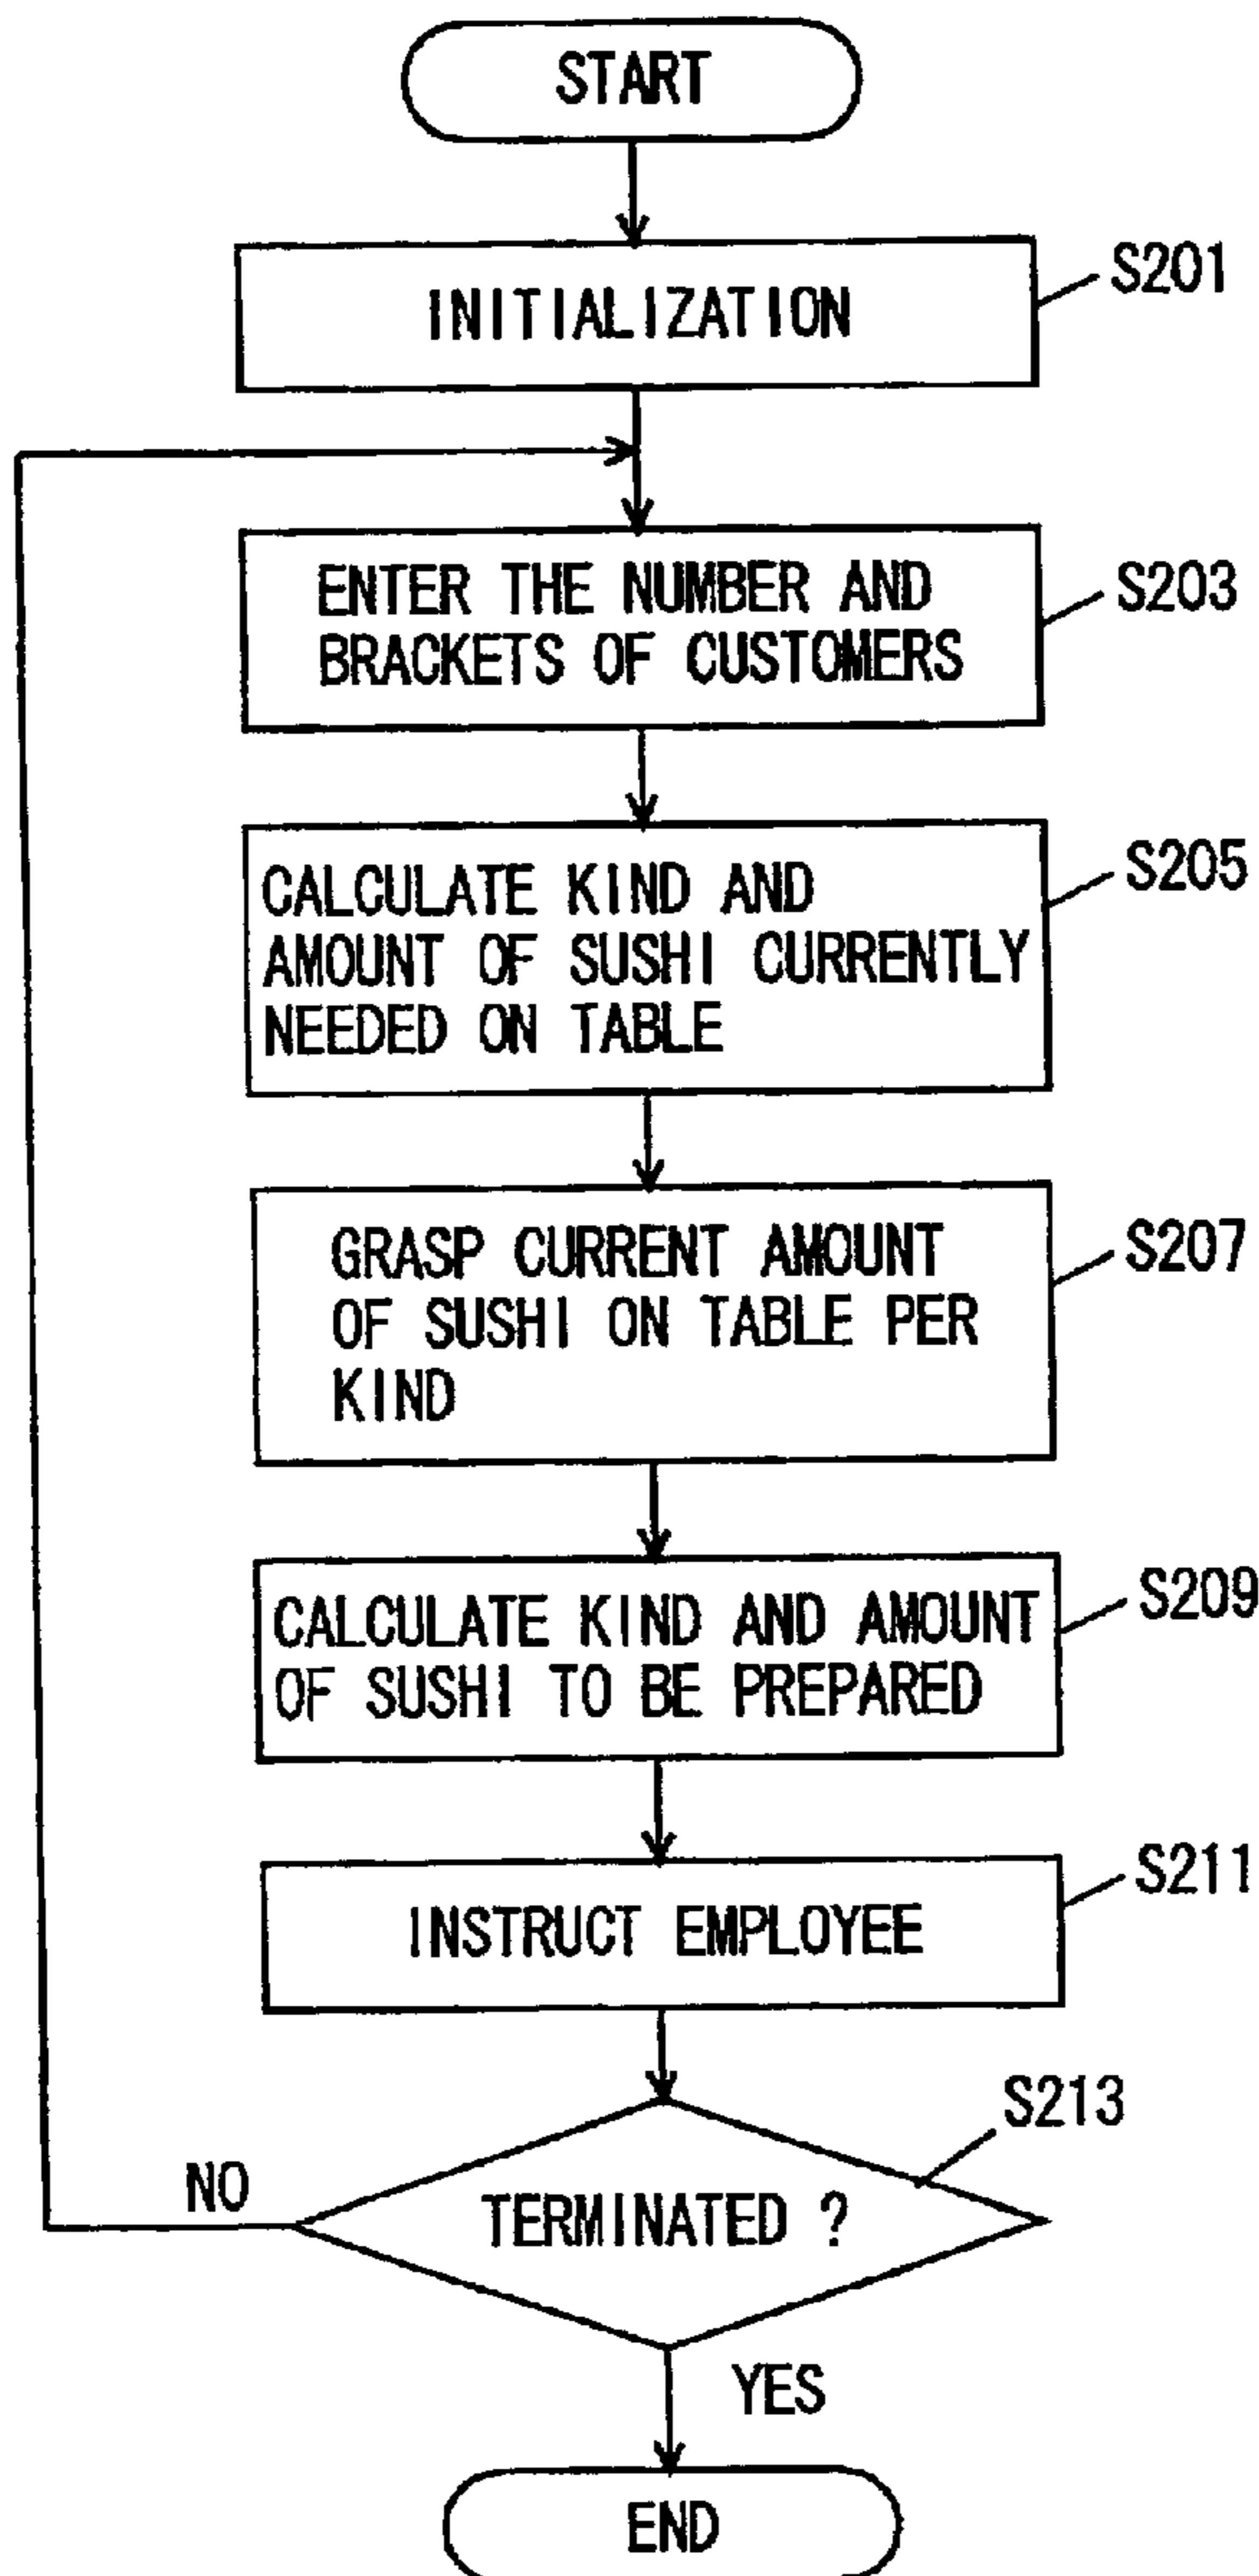 START
INITIALIZATION
S201
ENTER THE NUMBER AND
BRACKETS OF CUSTOMERS
S203
CALCULATE KIND AND
AMOUNT OF SUSHI CURRENTLY
NEEDED ON TABLE
S205
GRASP CURRENT AMOUNT
OF SUSHI ON TABLE PER
KIND
S207
CALCULATE KIND AND AMOUNT
OF SUSHI TO BE PREPARED
S209
INSTRUCT EMPLOYEE
S211
TERMINATED ?
S213
NO
YES
END